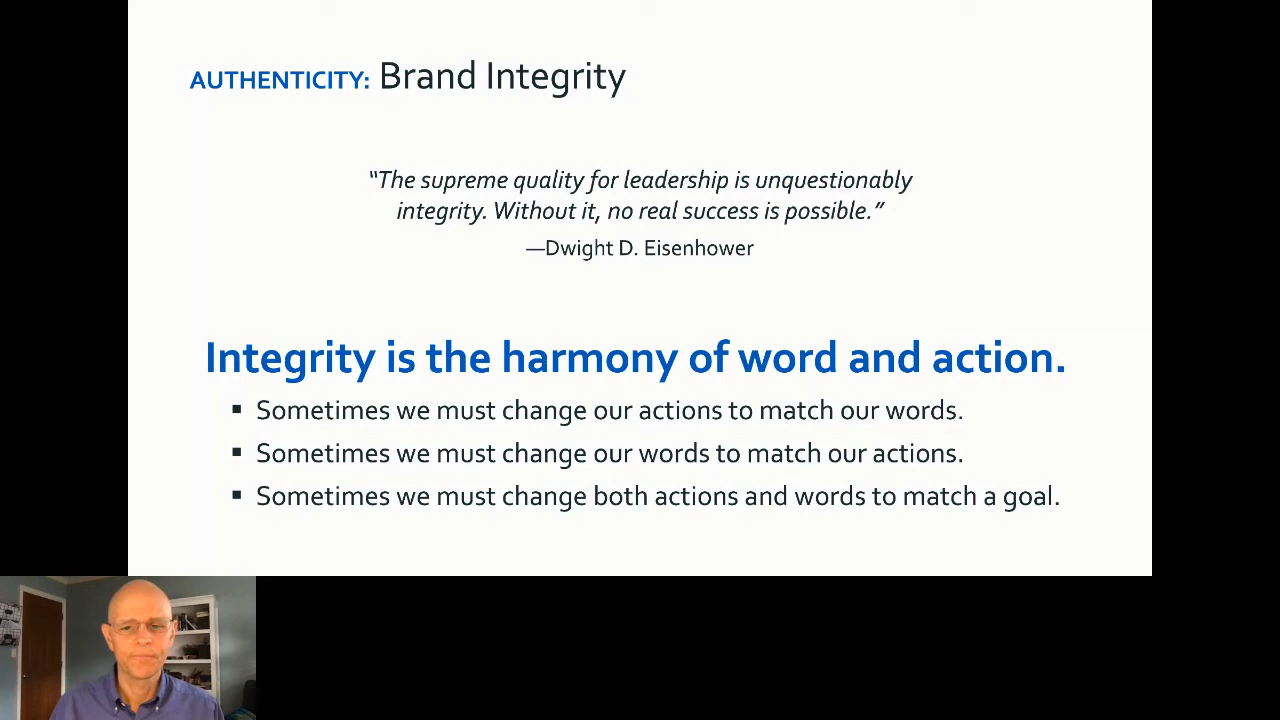 AUTHENTICITY: Brand Integrity
“The supreme quality for leadership is unquestionably
integrity. Without it, no real success is possible.”
—Dwight D. Eisenhower
Integrity is the harmony of word and action.
▪ Sometimes we must change our actions to match our words.
▪ Sometimes we must change our words to match our actions.
▪ Sometimes we must change both actions and words to match a goal.